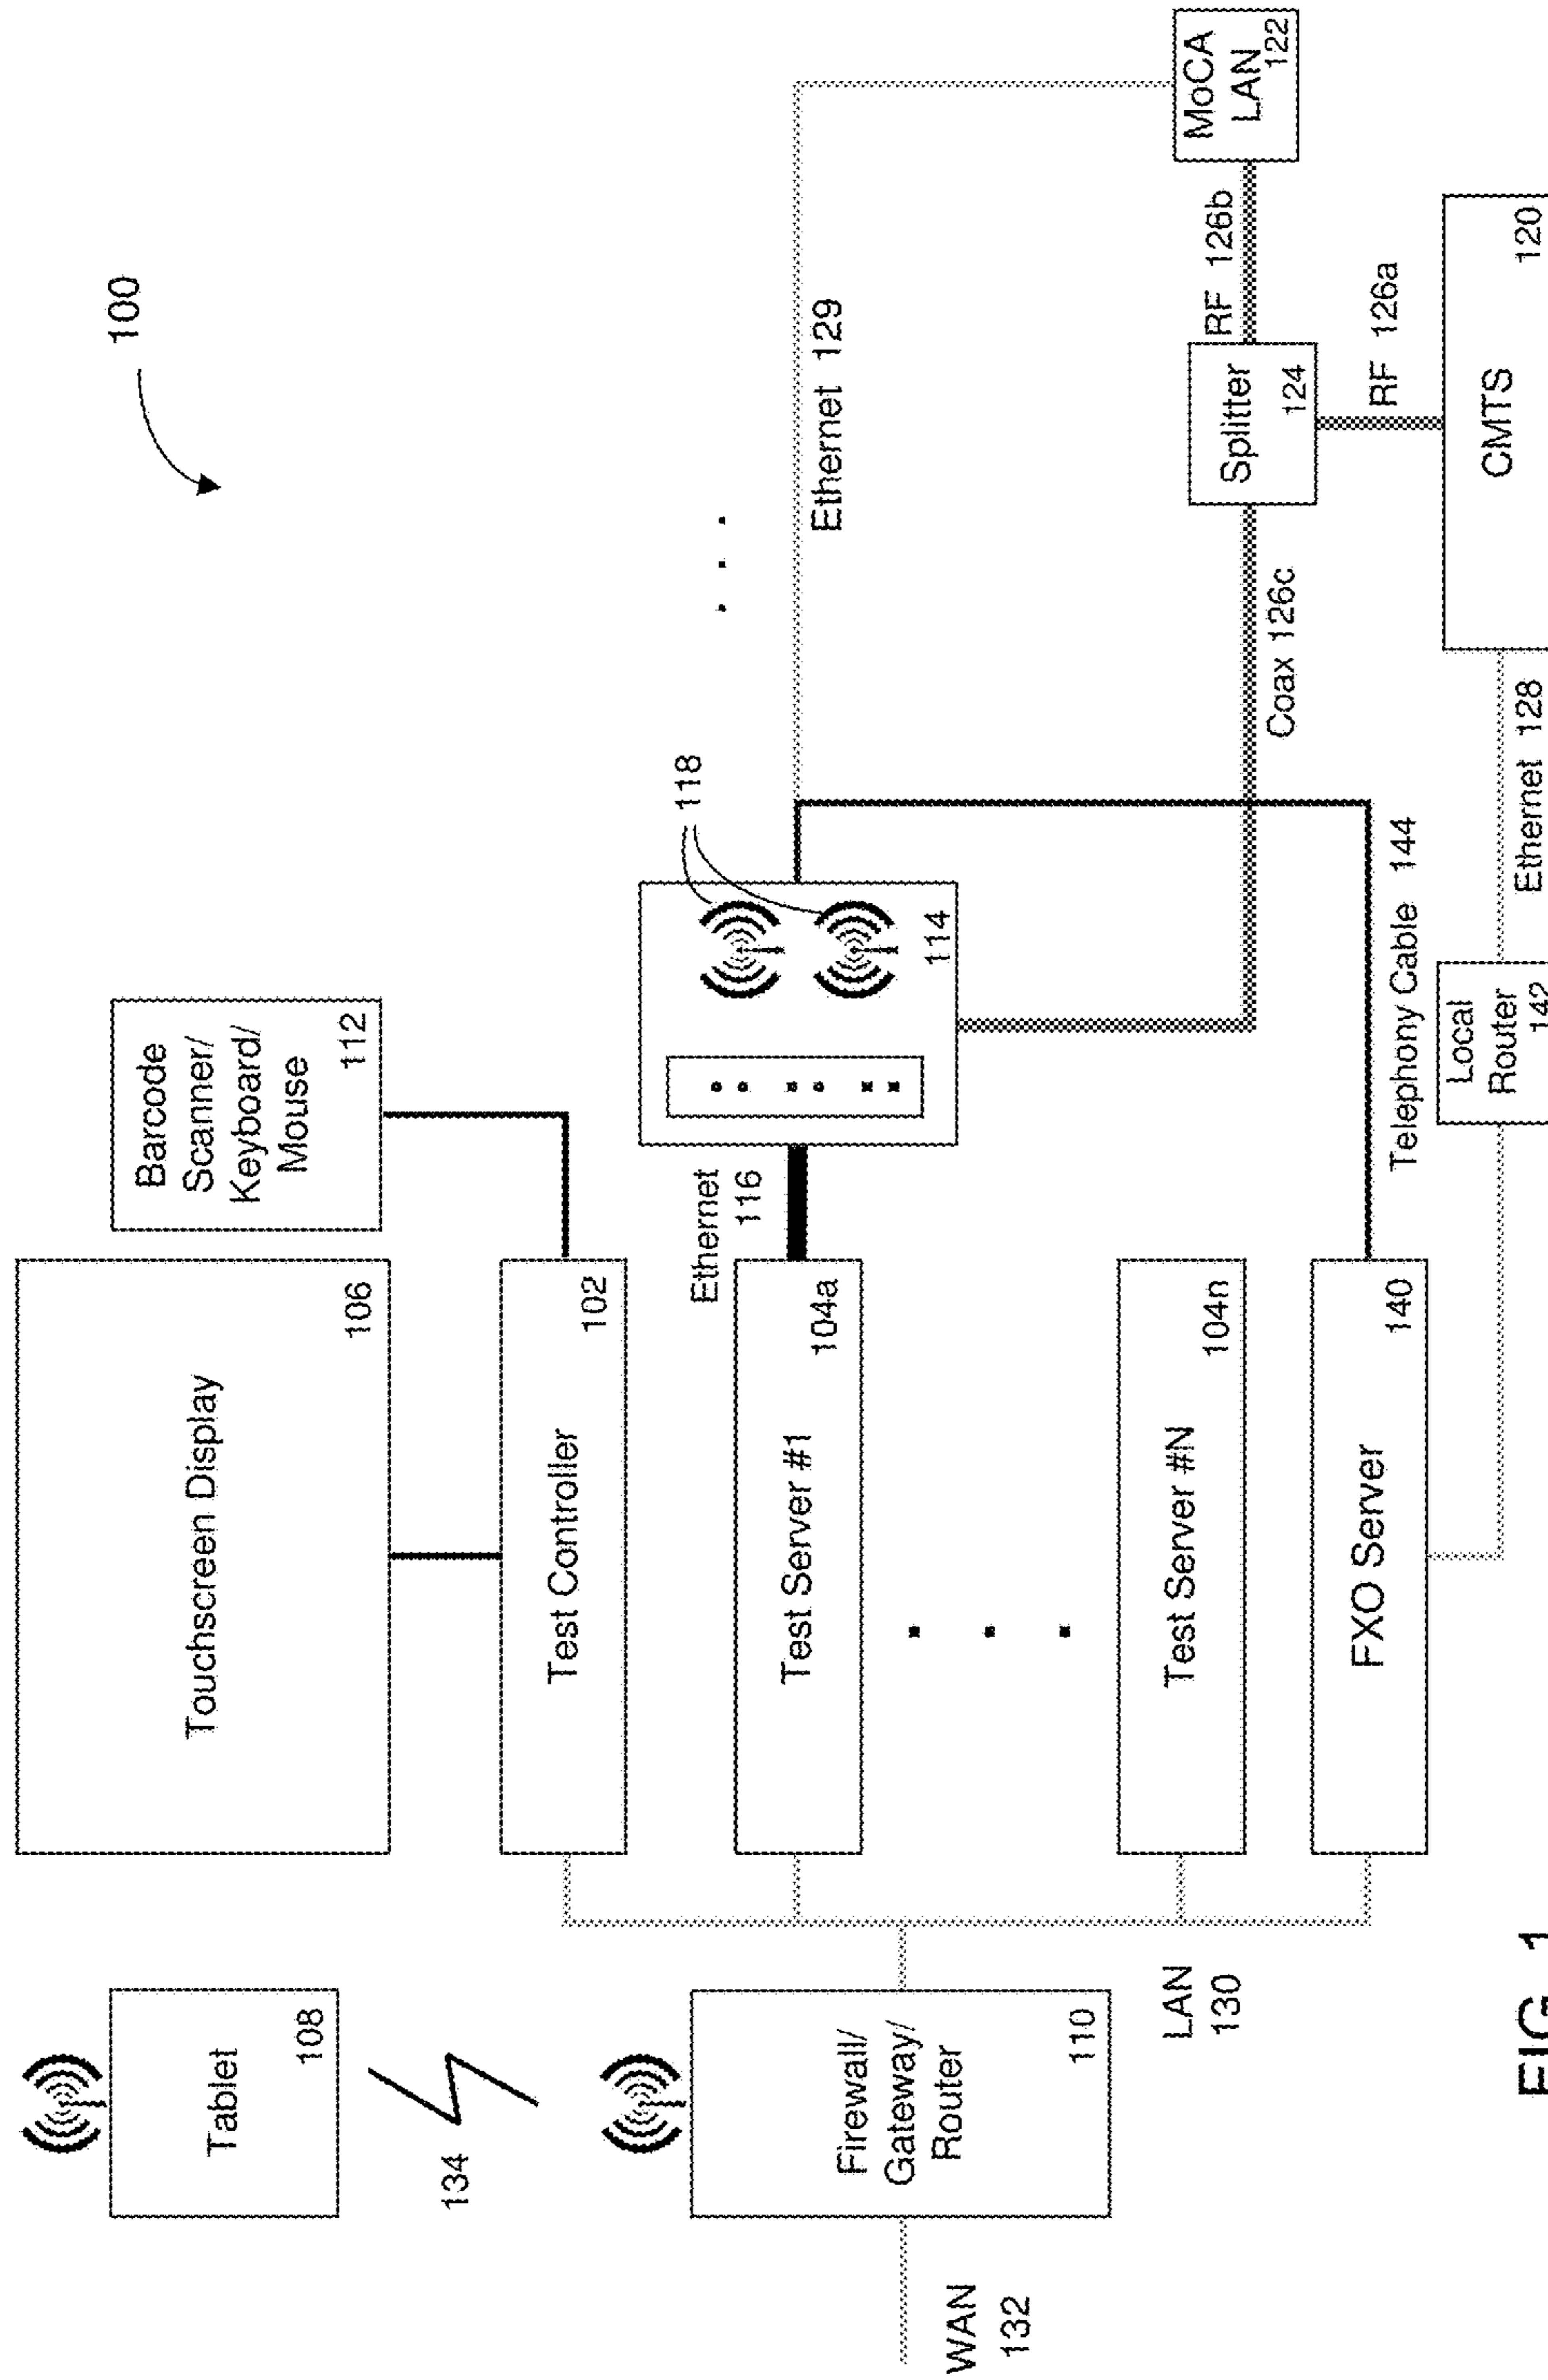 100
Touchscreen Display
106
Barcode
Scanner/
Keyboard/
Mouse
112
Tablet
108
134
Test Controller
102
Firewall/
Gateway/
Router
110
WAN
132
LAN
130
Test Server #1
104a
Ethernet
116
114
118
Ethernet 129
Test Server #N
104n
FXO Server
140
Telephony Cable 144
Coax 126c
Splitter
124
RF 126b
MoCA
LAN
122
RF 126a
CMTS
120
Local
Router
142
Ethernet 128
FIG. 1